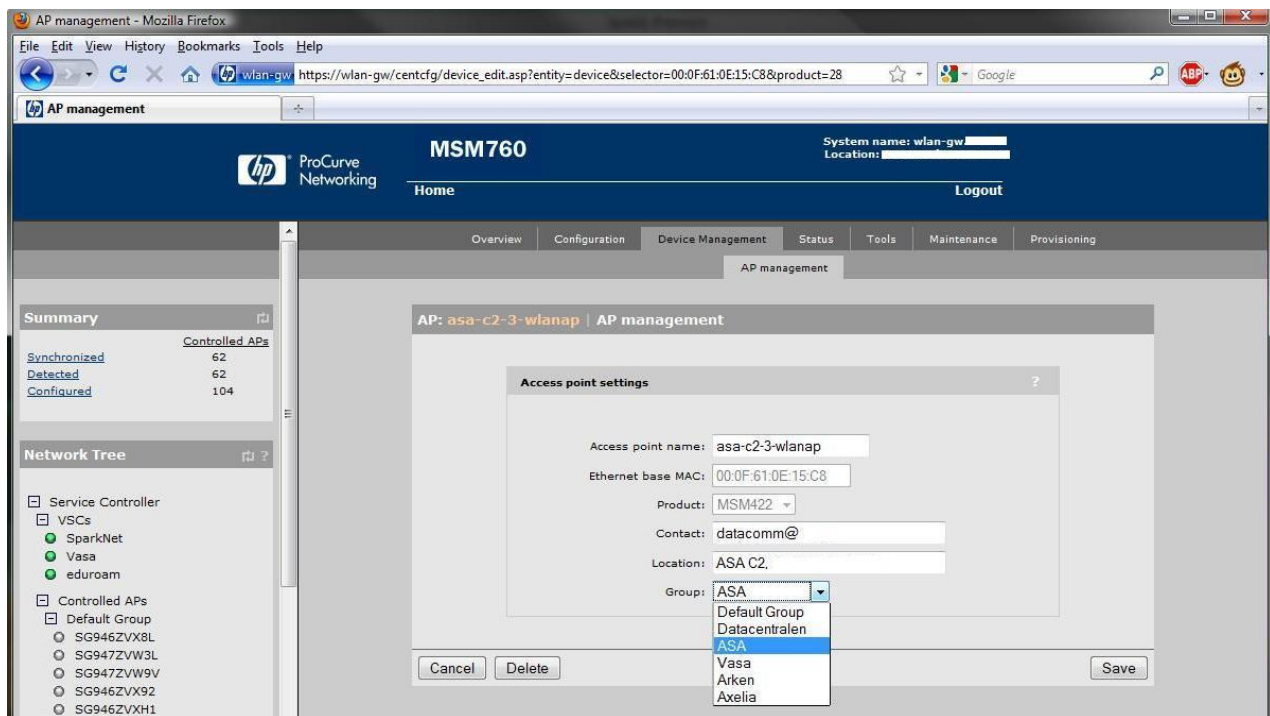 AP management - Mozilla Firefox
File Edit View History Bookmarks Tools Help
wlan-gw https://wlan-gw/centcfg/device_edit.asp?entity=device&selector=00:0F:61:0E:15:C8&product=28 Google ABP
AP management
hp ProCurve Networking
MSM760
System name: wlan-gw.
Location:
Home Logout
Overview Configuration Device Management Status Tools Maintenance Provisioning
AP management
Summary
Controlled APs
Synchronized 62
Detected 62
Configured 104
Network Tree ?
Service Controller
VSCs
SparkNet
Vasa
eduroam
Controlled APs
Default Group
SG946ZVX8L
SG947ZVW3L
SG947ZVW9V
SG946ZVX92
SG946ZVXH1
AP: asa-c2-3-wlanap | AP management
Access point settings ?
Access point name: asa-c2-3-wlanap
Ethernet base MAC: 00:0F:61:0E:15:C8
Product: MSM422
Contact: datacomm@
Location: ASA C2,
Group: ASA
Default Group
Datacentralen
ASA
Vasa
Arken
Axelia
Cancel Delete Save